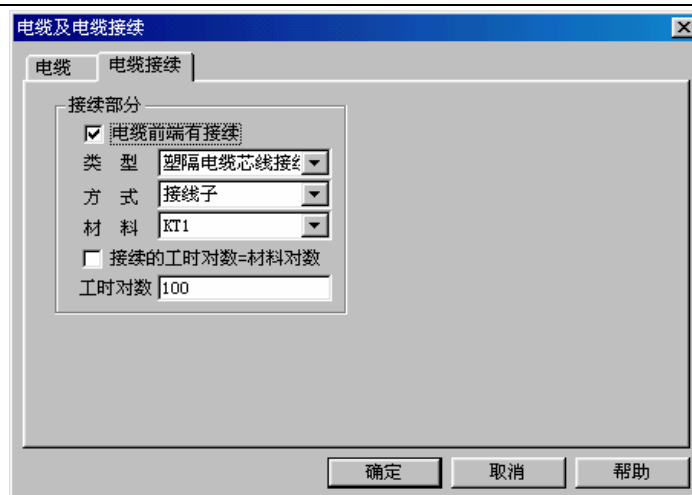 电缆及电缆接续
电缆 电缆接续
接续部分
电缆前端有接续
类 型 塑隔电缆芯线接
方 式 接线子
材 料 KT1
接续的工时对数=材料对数
工时对数 100
确定 取消 帮助